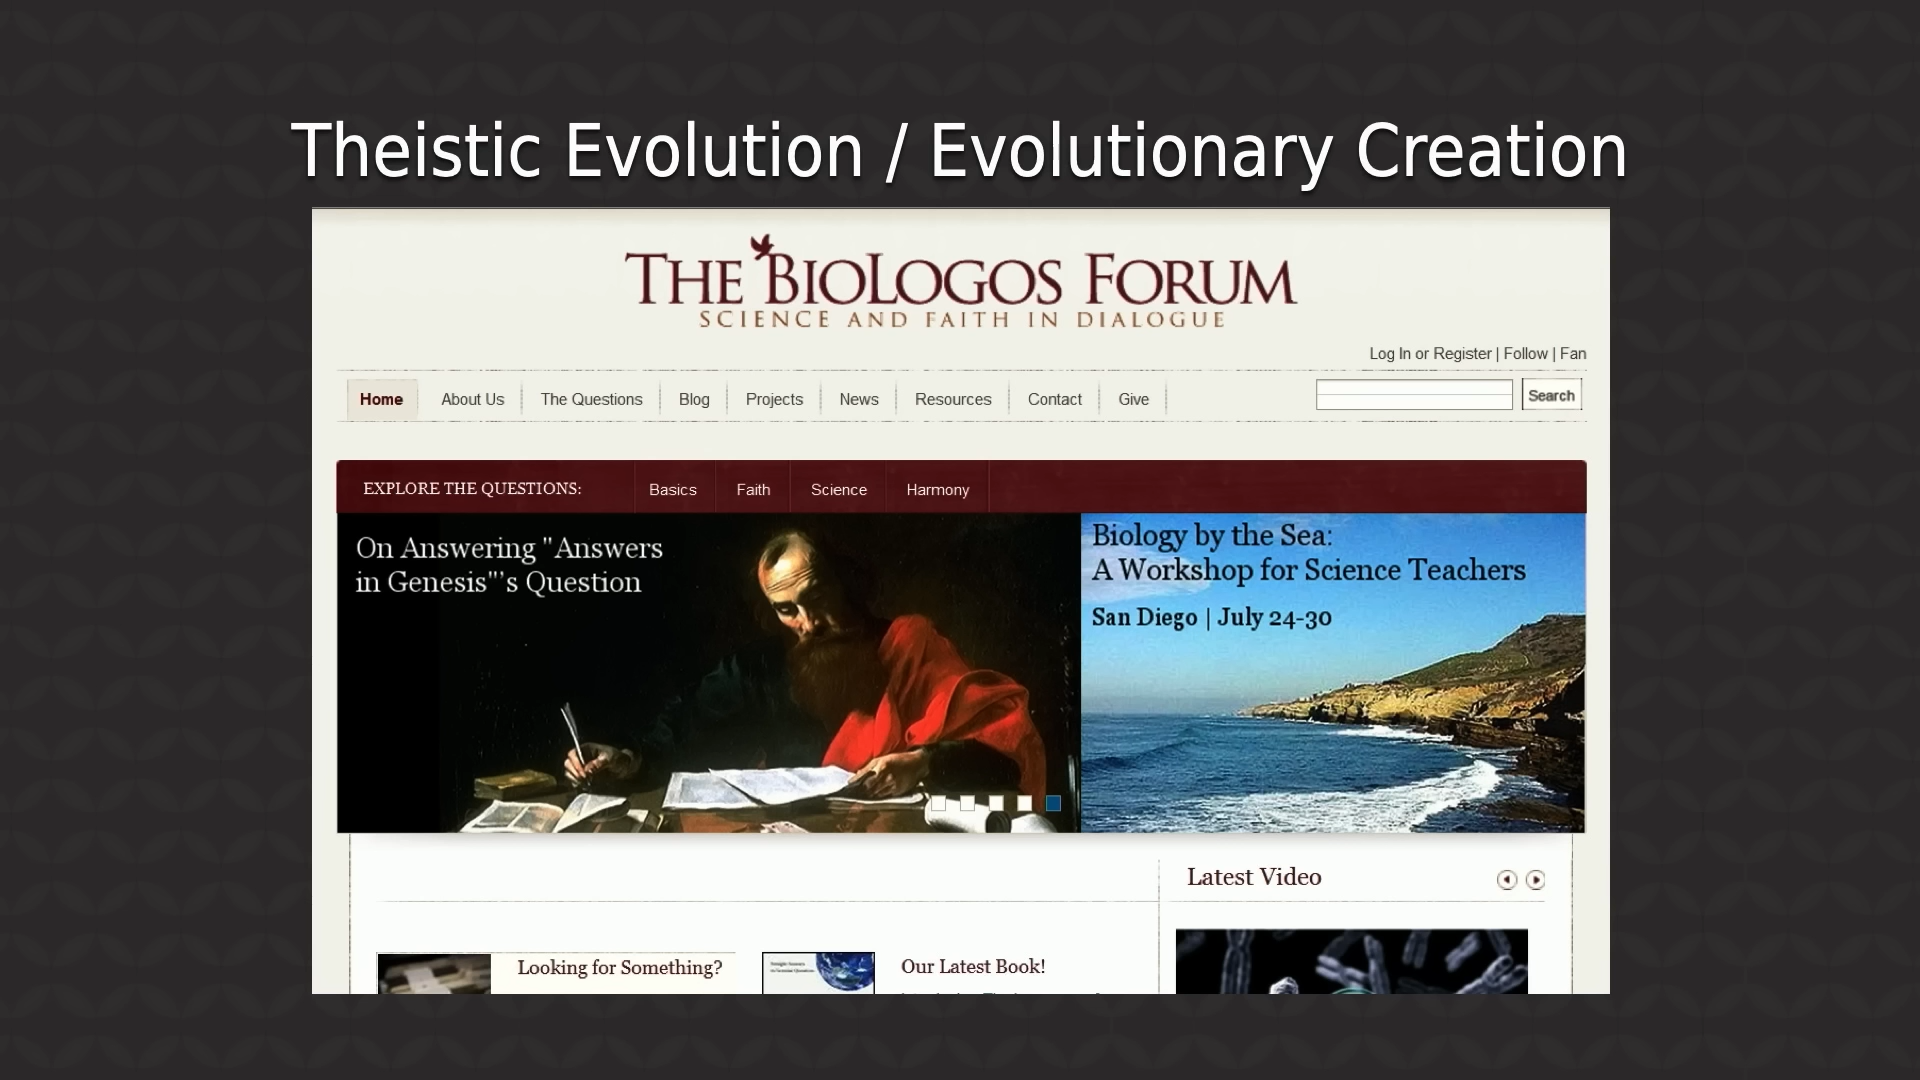 Theistic Evolution / Evolutionary Creation
THE BIOLOGOS FORUM
SCIENCE AND FAITH IN DIALOGUE
Log In or Register | Follow | Fan
Home About Us The Questions Blog Projects News Resources Contact Give Search
EXPLORE THE QUESTIONS: Basics Faith Science Harmony
On Answering "Answers
in Genesis"'s Question
Biology by the Sea:
A Workshop for Science Teachers
San Diego | July 24-30
Latest Video
Looking for Something?
Our Latest Book!